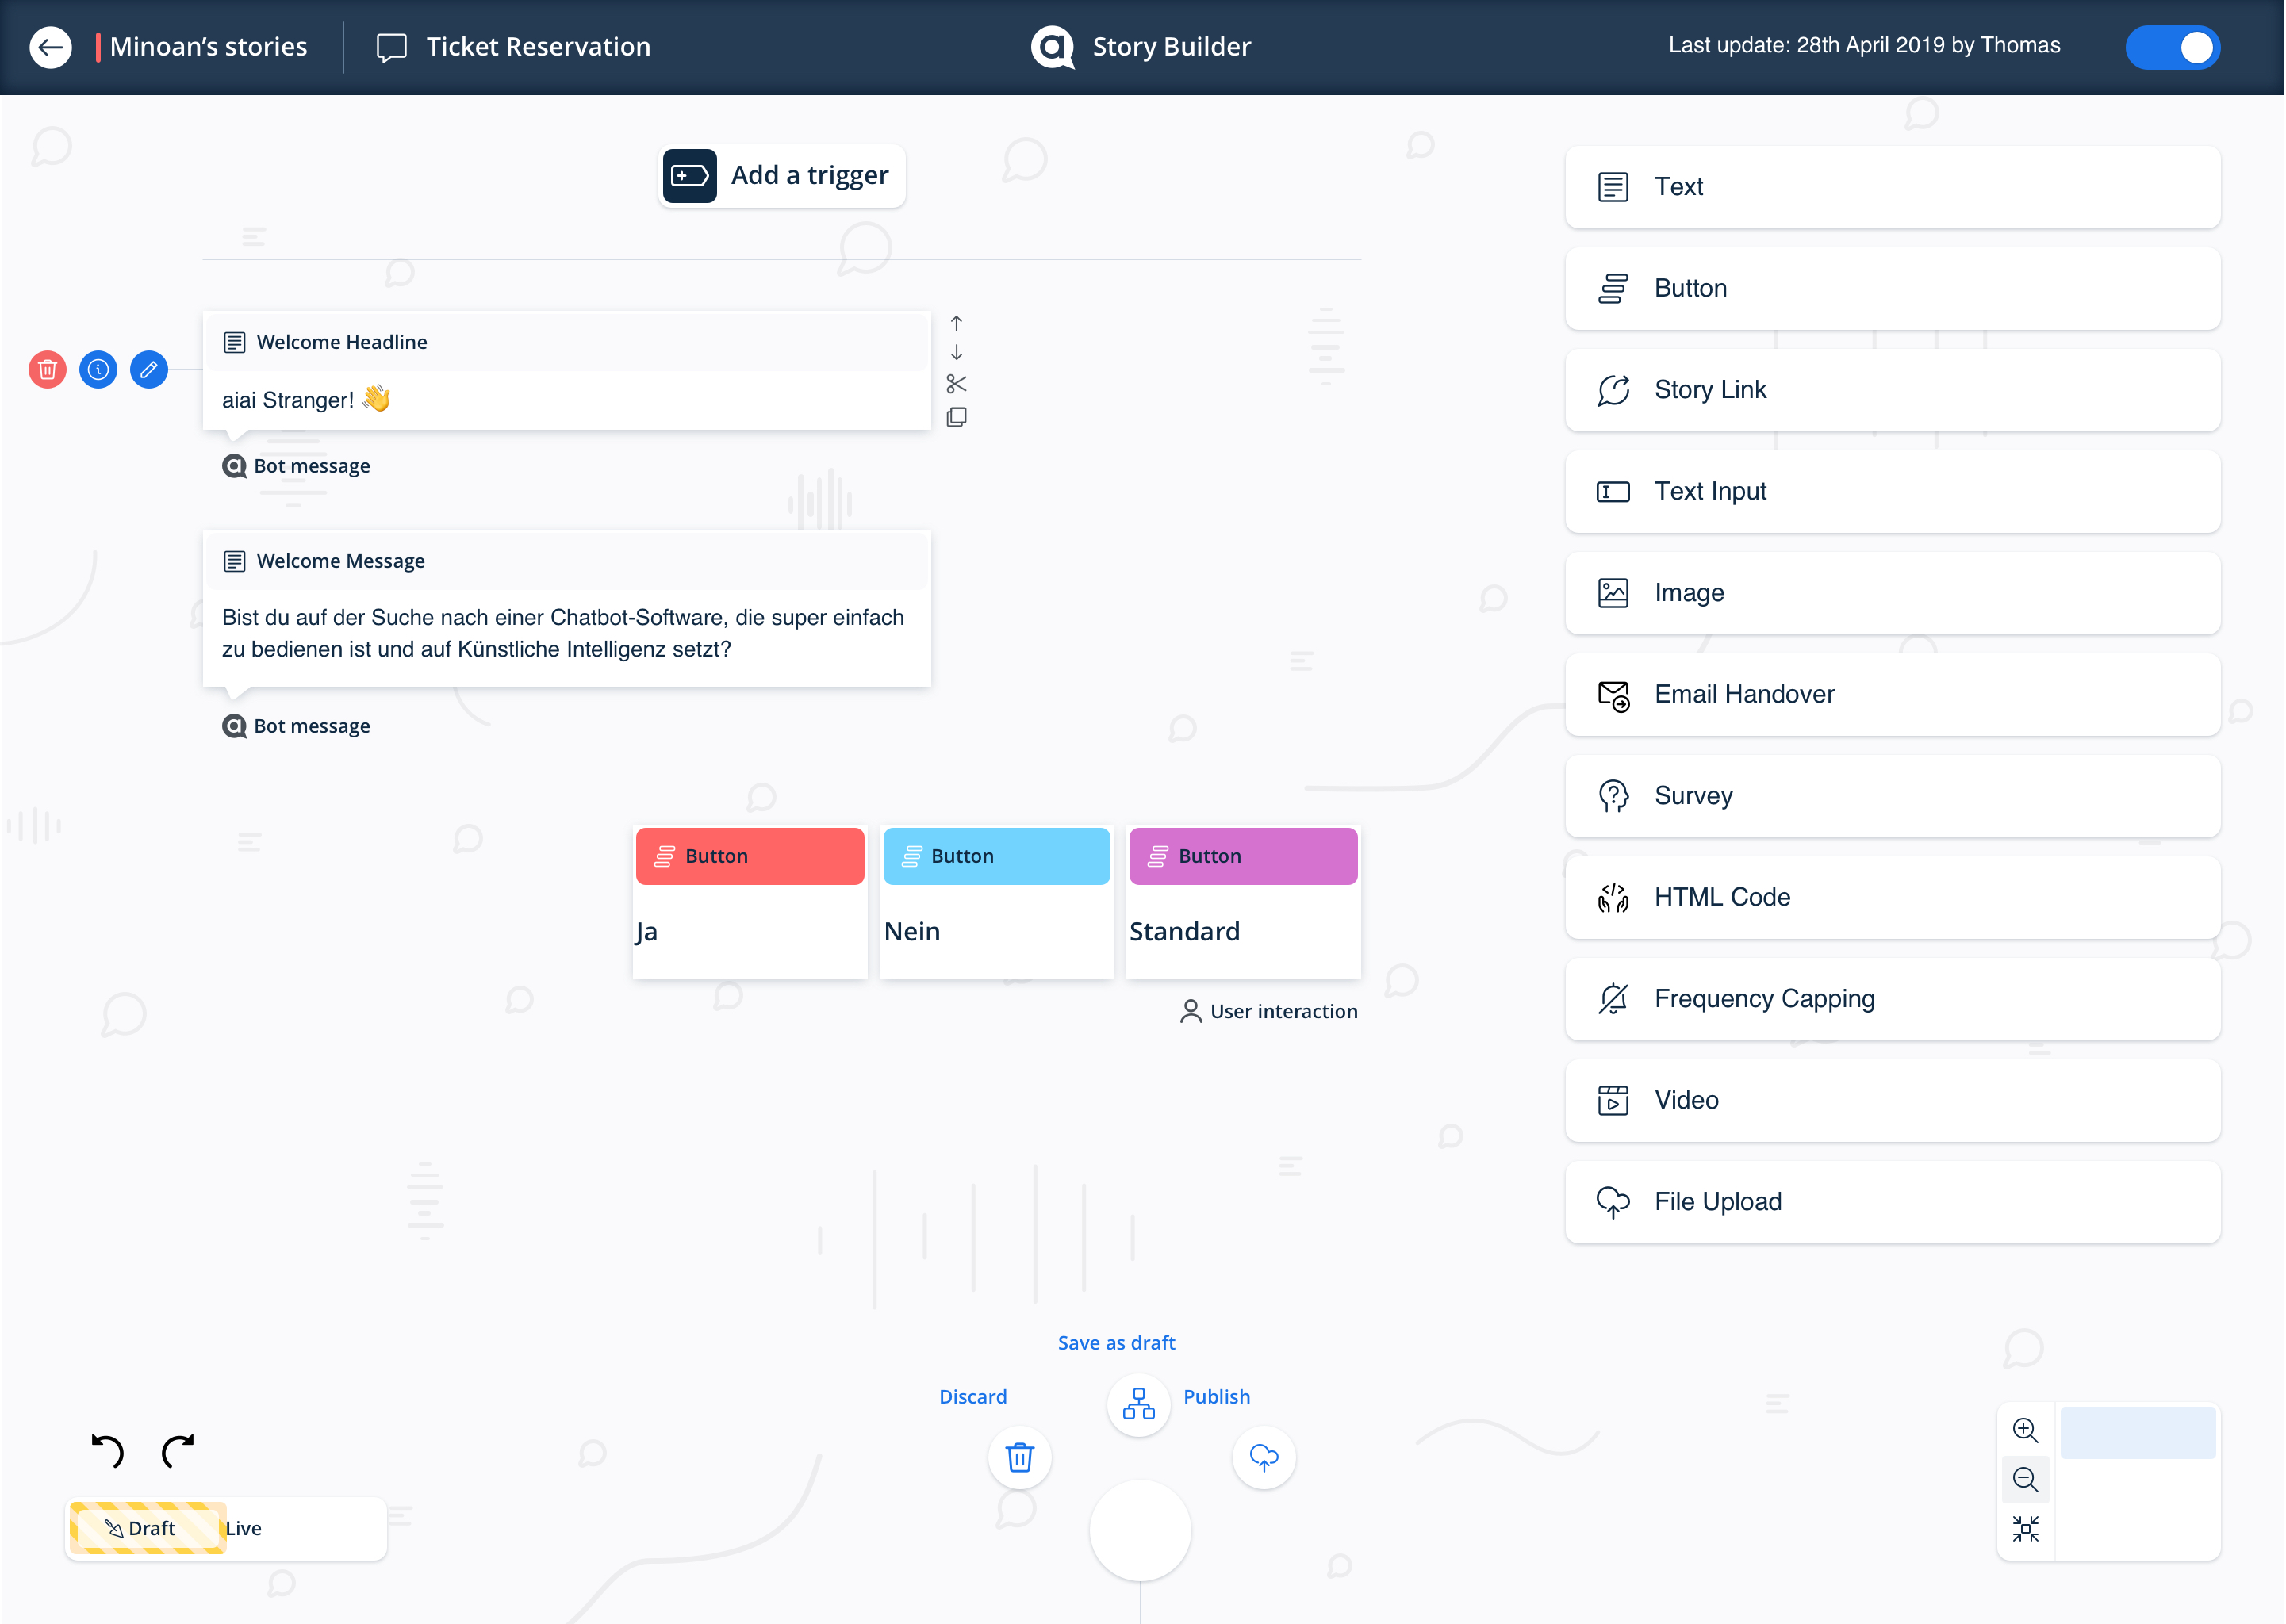 Minoan’s stories
Ticket Reservation
Story Builder
Last update: 28th April 2019 by Thomas
Add a trigger
Welcome Headline
aiai Stranger! 👋
Bot message
Welcome Message
Bist du auf der Suche nach einer Chatbot-Software, die super einfach
zu bedienen ist und auf Künstliche Intelligenz setzt?
Bot message
Button
Ja
Button
Nein
Button
Standard
User interaction
Text
Button
Story Link
Text Input
Image
Email Handover
Survey
HTML Code
Frequency Capping
Video
File Upload
Save as draft
Discard
Publish
Draft
Live